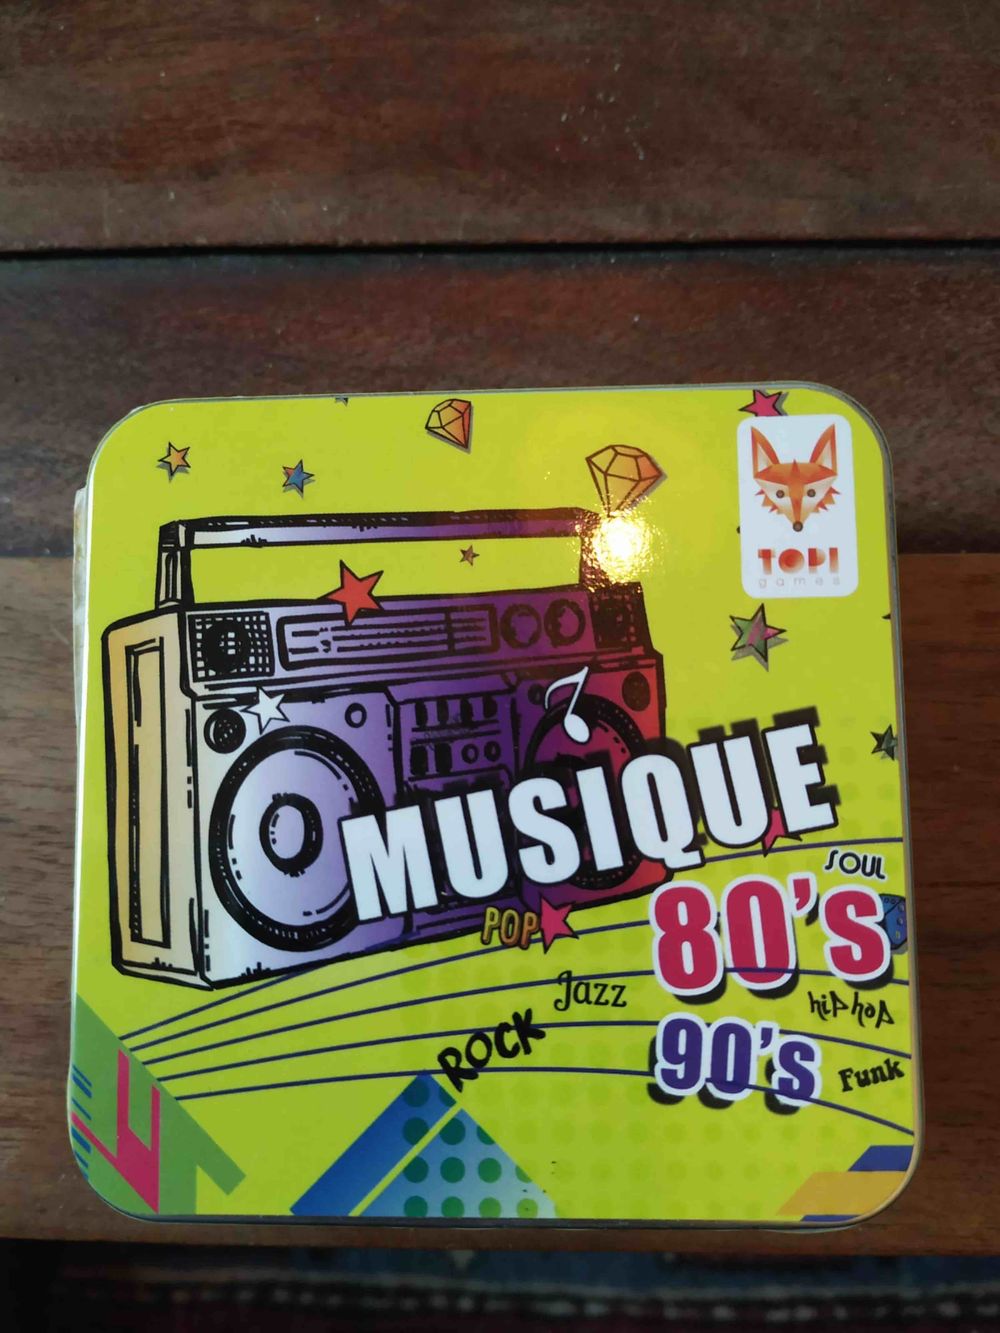 TOPI
games
MUSIQUE
SOUL
POP
80's
Jazz
hip hop
ROCK
90's
Funk